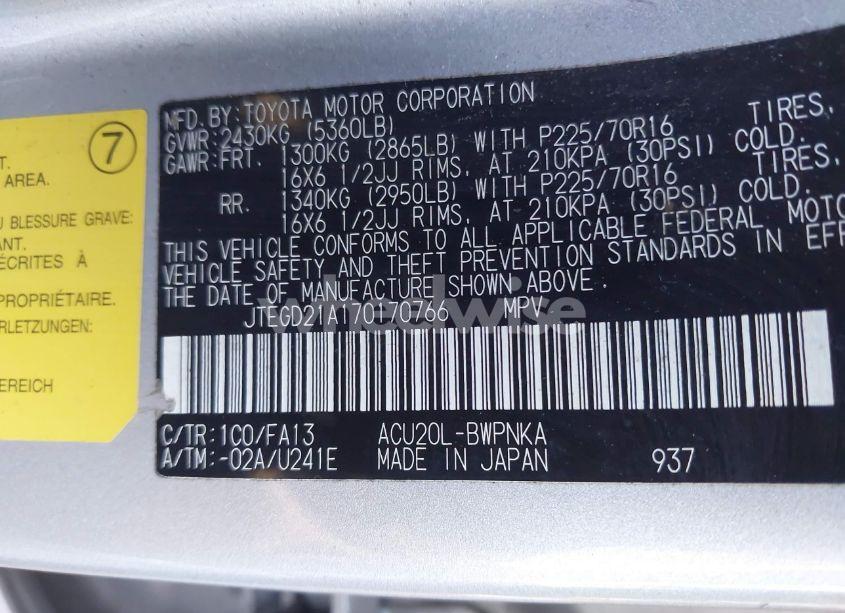 7
T.
AREA.
U BLESSURE GRAVE:
ANT.
ÉCRITES À
PROPRIÉTAIRE.
RLETZUNGEN:
BEREICH
MFD. BY: TOYOTA MOTOR CORPORATION
GVWR: 2430KG (5360LB)
GAWR: FRT. 1300KG (2865LB) WITH P225/70R16 TIRES,
16X6 1/2JJ RIMS, AT 210KPA (30PSI) COLD.
RR. 1340KG (2950LB) WITH P225/70R16 TIRES,
16X6 1/2JJ RIMS, AT 210KPA (30PSI) COLD.
THIS VEHICLE CONFORMS TO ALL APPLICABLE FEDERAL MOTO
VEHICLE SAFETY AND THEFT PREVENTION STANDARDS IN EFF
THE DATE OF MANUFACTURE SHOWN ABOVE.
JTEGD21A170170766 MPV
wheelwise
C/TR: 1C0/FA13 ACU20L-BWPNKA
A/TM: -02A/U241E MADE IN JAPAN 937